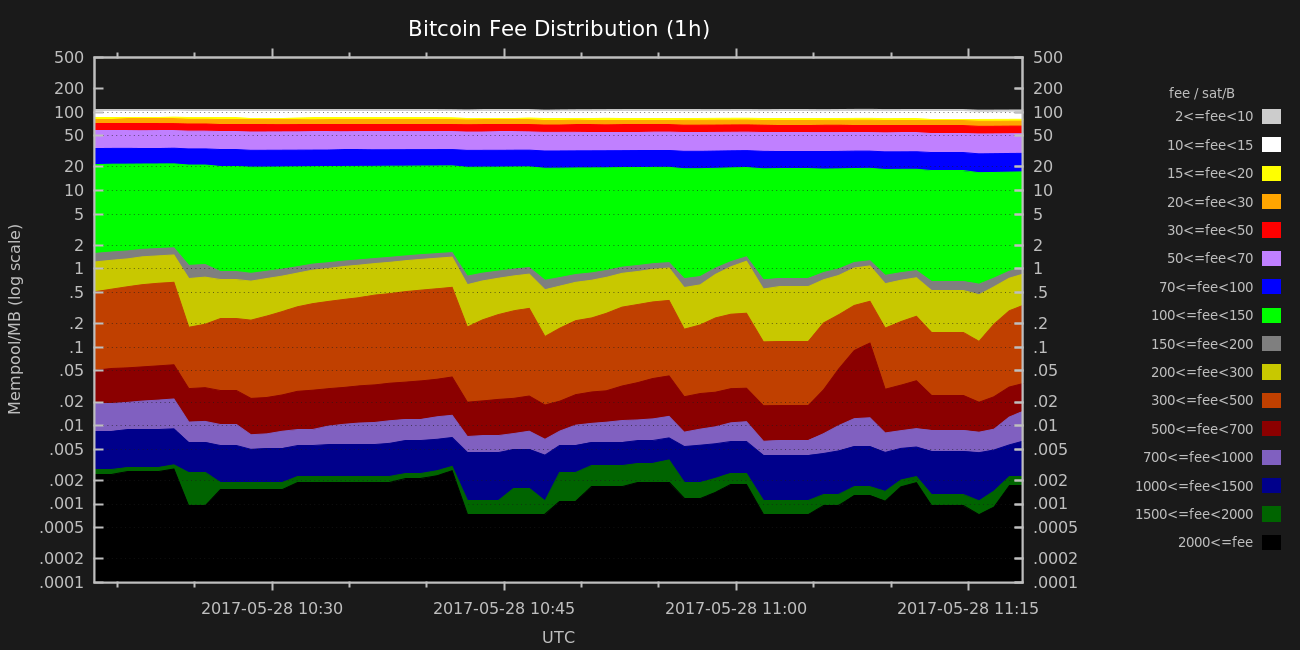 Bitcoin Fee Distribution (1h)
500
200
100
50
20
10
5
2
1
.5
.2
.1
.05
.02
.01
.005
.002
.001
.0005
.0002
.0001
Mempool/MB (log scale)
500
200
100
50
20
10
5
2
1
.5
.2
.1
.05
.02
.01
.005
.002
.001
.0005
.0002
.0001
2017-05-28 10:30
2017-05-28 10:45
2017-05-28 11:00
2017-05-28 11:15
UTC
fee / sat/B
2<=fee<10
10<=fee<15
15<=fee<20
20<=fee<30
30<=fee<50
50<=fee<70
70<=fee<100
100<=fee<150
150<=fee<200
200<=fee<300
300<=fee<500
500<=fee<700
700<=fee<1000
1000<=fee<1500
1500<=fee<2000
2000<=fee